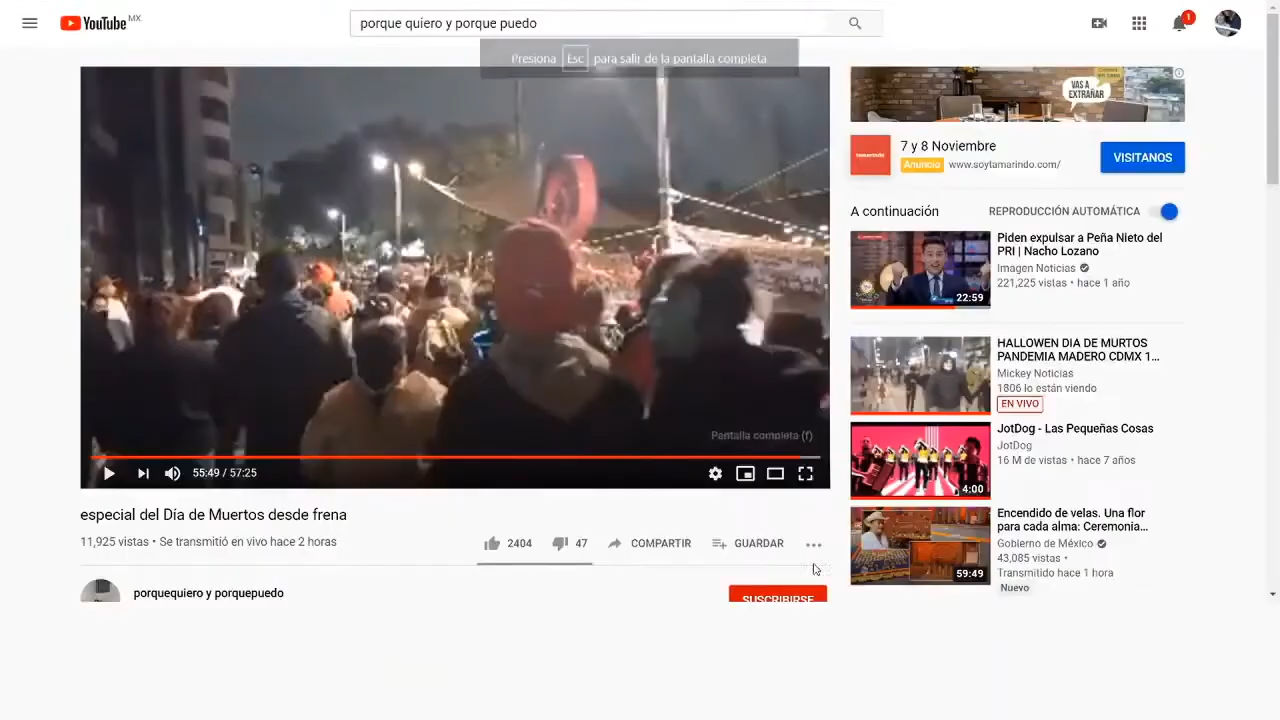 YouTube MX
porque quiero y porque puedo
1
Presiona Esc para salir de la pantalla completa
Pantalla completa (f)
55:49 / 57:25
especial del Día de Muertos desde frena
11,925 vistas • Se transmitió en vivo hace 2 horas
2404
47
COMPARTIR
GUARDAR
porquequiero y porquepuedo
SUSCRIBIRSE
VAS A
EXTRAÑAR
7 y 8 Noviembre
Anuncio www.soytamarindo.com/
VISITANOS
A continuación
REPRODUCCIÓN AUTOMÁTICA
22:59
Piden expulsar a Peña Nieto del
PRI | Nacho Lozano
Imagen Noticias
221,225 vistas • hace 1 año
HALLOWEN DIA DE MURTOS
PANDEMIA MADERO CDMX 1...
Mickey Noticias
1806 lo están viendo
EN VIVO
4:00
JotDog - Las Pequeñas Cosas
JotDog
16 M de vistas • hace 7 años
59:49
Encendido de velas. Una flor
para cada alma: Ceremonia...
Gobierno de México
43,085 vistas •
Transmitido hace 1 hora
Nuevo